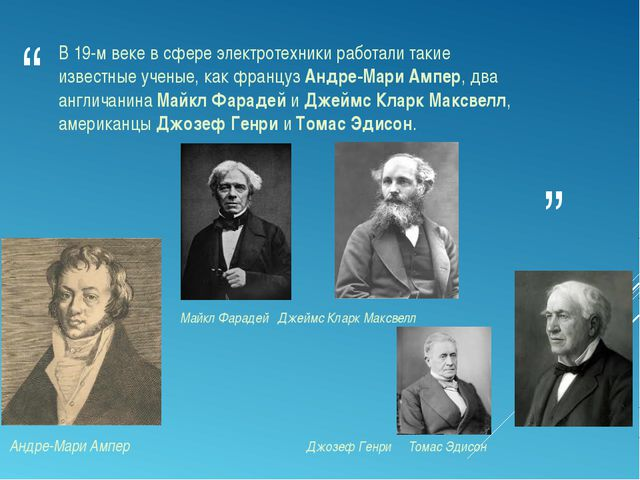 “
В 19-м веке в сфере электротехники работали такие
известные ученые, как француз Андре-Мари Ампер, два
англичанина Майкл Фарадей и Джеймс Кларк Максвелл,
американцы Джозеф Генри и Томас Эдисон.
”
Майкл Фарадей Джеймс Кларк Максвелл
Андре-Мари Ампер
Джозеф Генри Томас Эдисон